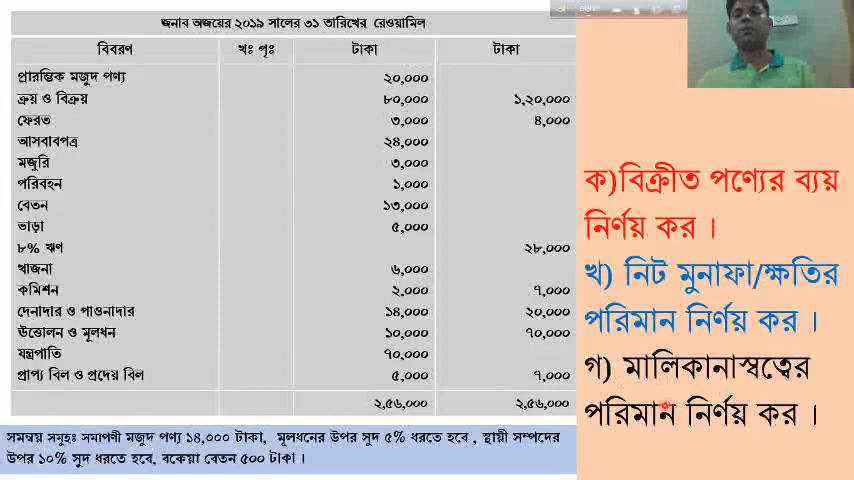 জনাব অজয়ের ২০১৯ সালের ৩১ তারিখের রেওয়ামিল
বিবরণ খঃ পৃঃ টাকা টাকা
প্রারম্ভিক মজুদ পণ্য ২০,০০০
ক্রয় ও বিক্রয় ৮০,০০০ ১,২০,০০০
ফেরত ৩,০০০ ৪,০০০
আসবাবপত্র ২৪,০০০
মজুরি ৩,০০০
পরিবহন ১,০০০
বেতন ১৩,০০০
ভাড়া ৫,০০০
৮% ঋণ ২৮,০০০
খাজনা ৬,০০০
কমিশন ২,০০০ ৭,০০০
দেনাদার ও পাওনাদার ১৪,০০০ ২০,০০০
উত্তোলন ও মূলধন ১০,০০০ ৭০,০০০
যন্ত্রপাতি ৭০,০০০
প্রাপ্য বিল ও প্রদেয় বিল ৫,০০০ ৭,০০০
২,৫৬,০০০ ২,৫৬,০০০
সমন্বয় সমুহঃ সমাপণী মজুদ পণ্য ১৪,০০০ টাকা, মূলধনের উপর সুদ ৫% ধরতে হবে , স্থায়ী সম্পদের
উপর ১০% সুদ ধরতে হবে, বকেয়া বেতন ৫০০ টাকা ।
ক)বিক্রীত পণ্যের ব্যয়
নির্ণয় কর ।
খ) নিট মুনাফা/ক্ষতির
পরিমান নির্ণয় কর ।
গ) মালিকানাস্বত্বের
পরিমান নির্ণয় কর ।